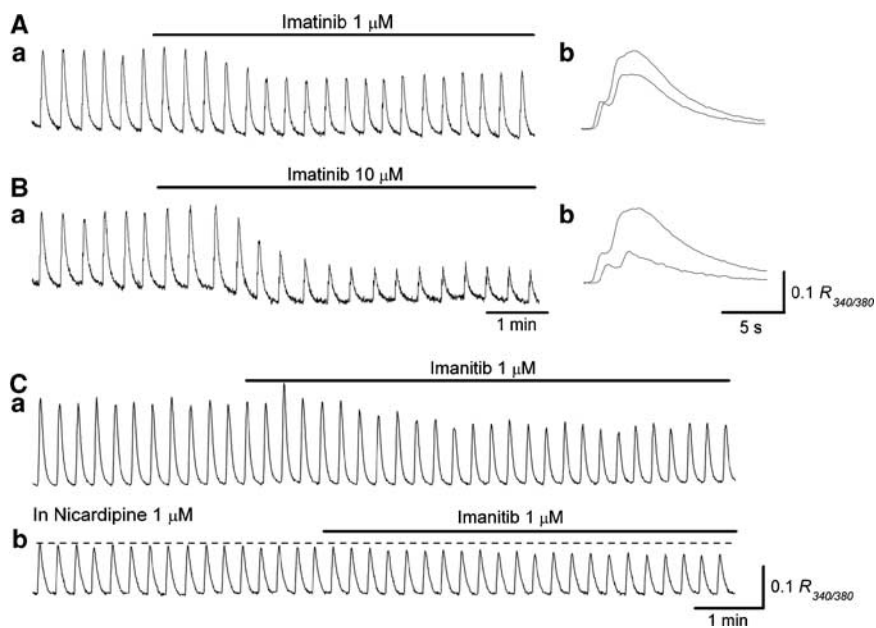 A
Imatinib 1 μM
a
b
B
Imatinib 10 μM
a
b
0.1 R340/380
1 min
5 s
C
Imanitib 1 μM
a
In Nicardipine 1 μM
Imanitib 1 μM
b
0.1 R340/380
1 min